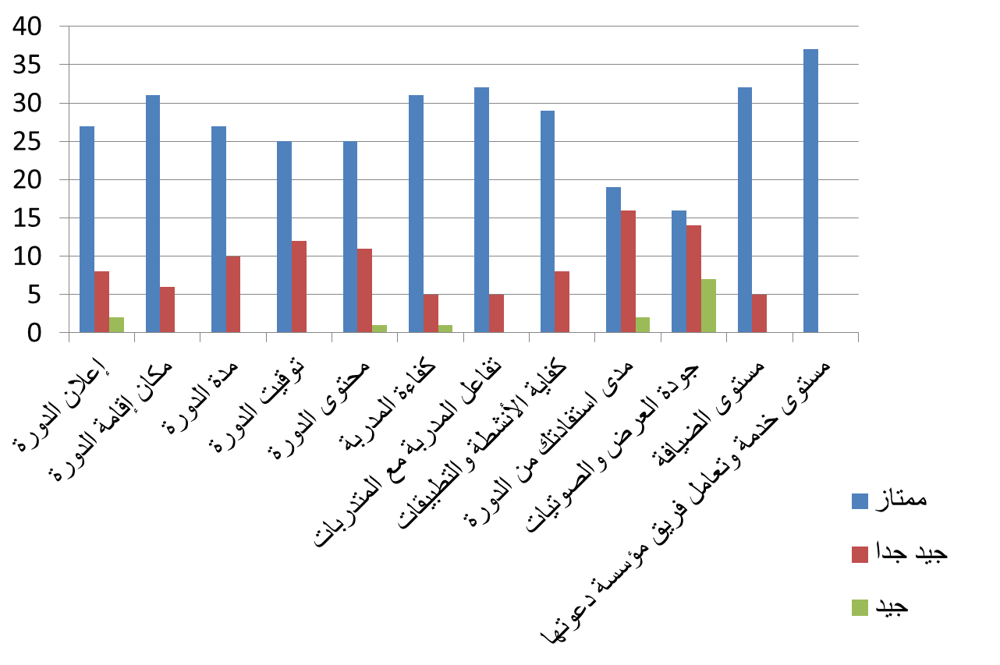 40
35
30
25
20
15
10
5
0
إعلان الدورة
مكان إقامة الدورة
مدة الدورة
توقيت الدورة
محتوى الدورة
كفاءة المدربة
تفاعل المدربة مع المتدربات
كفاية الأنشطة والتطبيقات
مدى استفادتك من الدورة
جودة العرض والصوتيات
مستوى الضيافة
مستوى خدمة وتعامل فريق مؤسسة دعوتها
ممتاز
جيد جدا
جيد